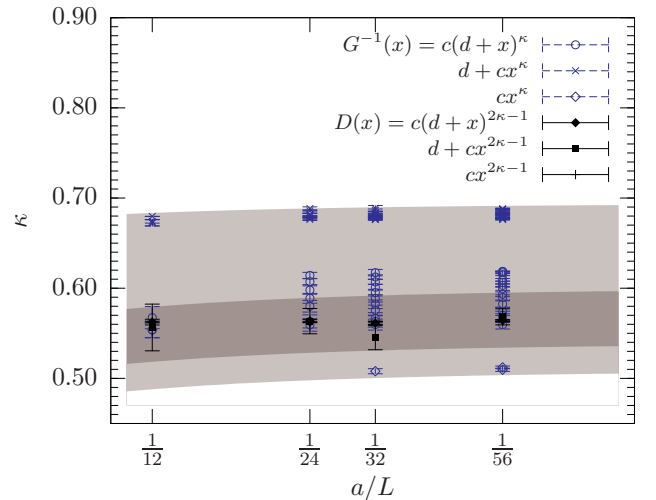 0.90
G⁻¹(x) = c(d + x)^κ
d + cx^κ
cx^κ
D(x) = c(d + x)^{2κ−1}
d + cx^{2κ−1}
cx^{2κ−1}
0.80
0.70
κ
0.60
0.50
1/12 1/24 1/32 1/56
a/L